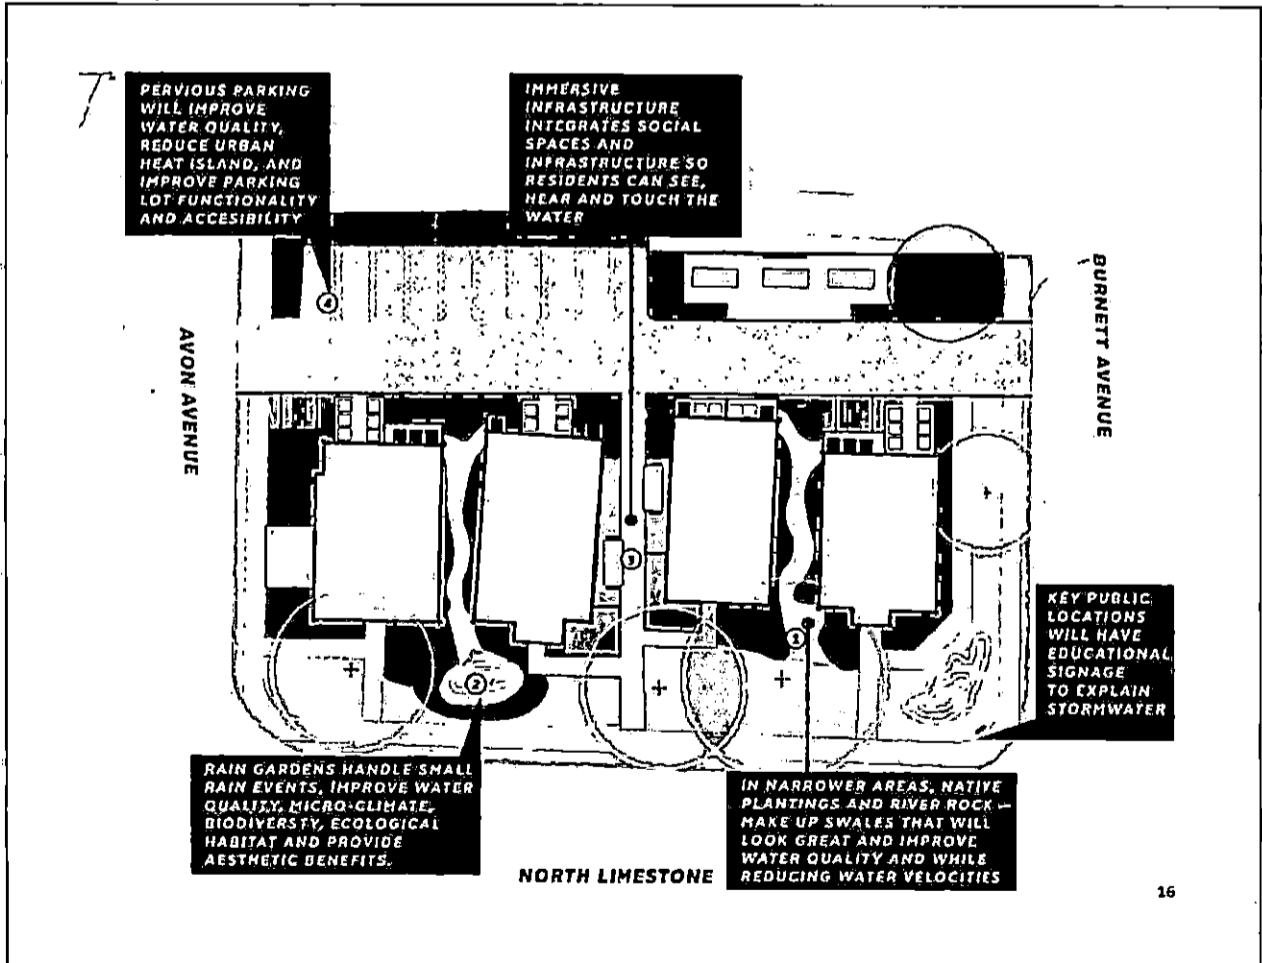 PERVIOUS PARKING
WILL IMPROVE
WATER QUALITY,
REDUCE URBAN
HEAT ISLAND, AND
IMPROVE PARKING
LOT FUNCTIONALITY
AND ACCESIBILITY
IMMERSIVE
INFRASTRUCTURE
INTEGRATES SOCIAL
SPACES AND
INFRASTRUCTURE SO
RESIDENTS CAN SEE,
HEAR AND TOUCH THE
WATER
4
AVON AVENUE
BURNETT AVENUE
3
1
2
KEY PUBLIC
LOCATIONS
WILL HAVE
EDUCATIONAL
SIGNAGE
TO EXPLAIN
STORMWATER
RAIN GARDENS HANDLE SMALL
RAIN EVENTS, IMPROVE WATER
QUALITY, MICRO-CLIMATE,
BIODIVERSTY, ECOLOGICAL
HABITAT AND PROVIDE
AESTHETIC BENEFITS.
IN NARROWER AREAS, NATIVE
PLANTINGS AND RIVER ROCK
MAKE UP SWALES THAT WILL
LOOK GREAT AND IMPROVE
WATER QUALITY AND WHILE
REDUCING WATER VELOCITIES
NORTH LIMESTONE
16